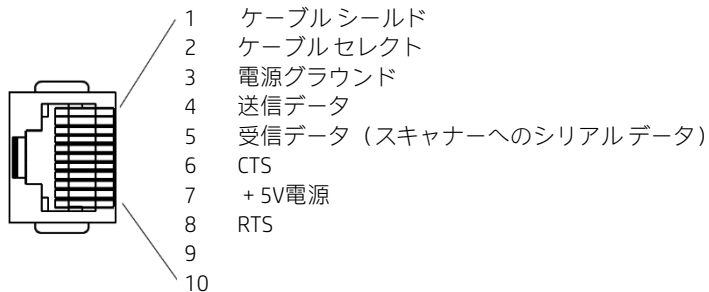 1 ケーブル シールド
2 ケーブル セレクト
3 電源グラウンド
4 送信データ
5 受信データ（スキャナーへのシリアル データ）
6 CTS
7 + 5V電源
8 RTS
9
10